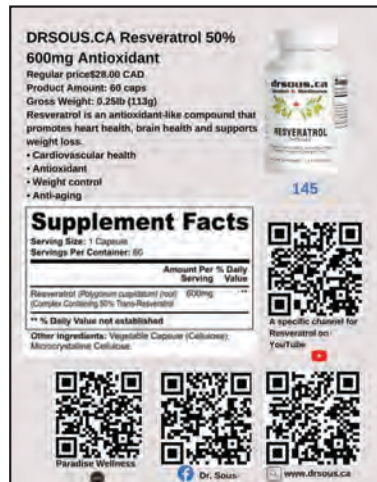 DRSOUS.CA Resveratrol 50%
600mg Antioxidant
Regular price$28.00 CAD
Product Amount: 60 caps
Gross Weight: 0.25lb (113g)
Resveratrol is an antioxidant-like compound that
promotes heart health, brain health and supports
weight loss.
• Cardiovascular health
• Antioxidant
• Weight control
• Anti-aging
drsous.ca
RESVERATROL
145
Supplement Facts
Serving Size: 1 Capsule
Servings Per Container: 60
Amount Per % Daily
Serving Value
Resveratrol (Polygonum cuspidatum) (root) 600mg **
(Complex Containing 50% Trans-Resveratrol
** % Daily Value not established
Other Ingredients: Vegetable Capsule (Cellulose)
Microcrystalline Cellulose.
A specific channel for
Resveratrol on
YouTube
Paradise Wellness
Dr. Sous
www.drsous.ca